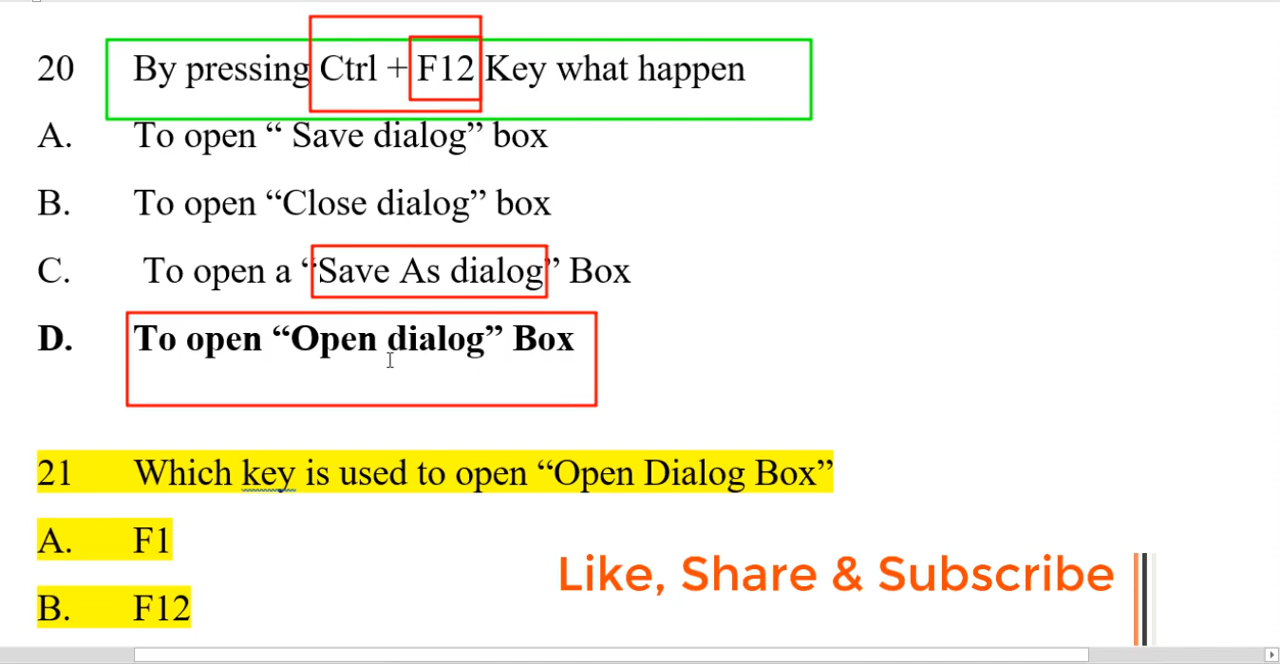 20 By pressing Ctrl + F12 Key what happen
A. To open “ Save dialog” box
B. To open “Close dialog” box
C. To open a “Save As dialog” Box
D. To open “Open dialog” Box
21 Which key is used to open “Open Dialog Box”
A. F1
Like, Share & Subscribe
B. F12